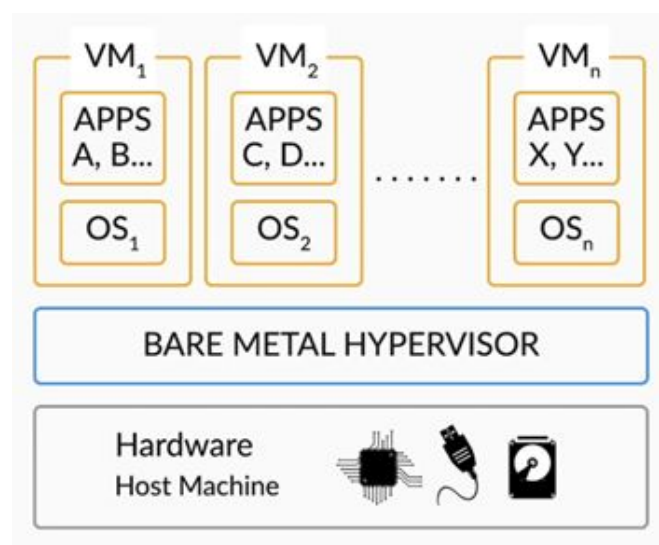 VM₁
APPS
A, B...
OS₁
VM₂
APPS
C, D...
OS₂
.......
VMₙ
APPS
X, Y...
OSₙ
BARE METAL HYPERVISOR
Hardware
Host Machine